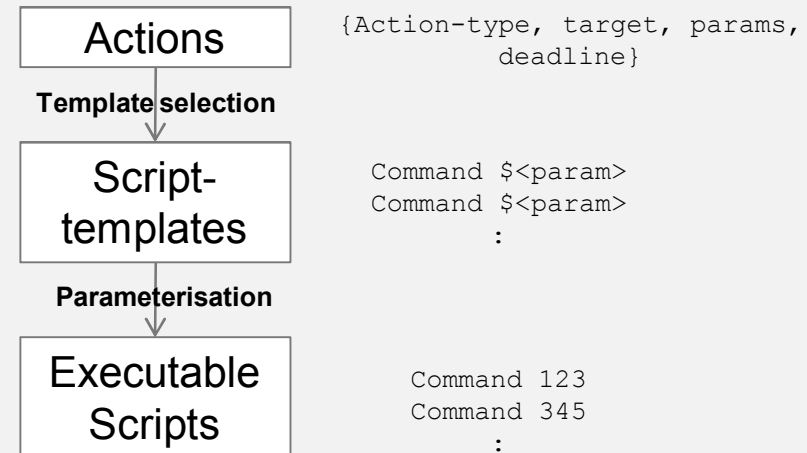 Actions
{Action-type, target, params,
deadline}
Template selection
Script-
templates
Command $<param>
Command $<param>
:
Parameterisation
Executable
Scripts
Command 123
Command 345
: